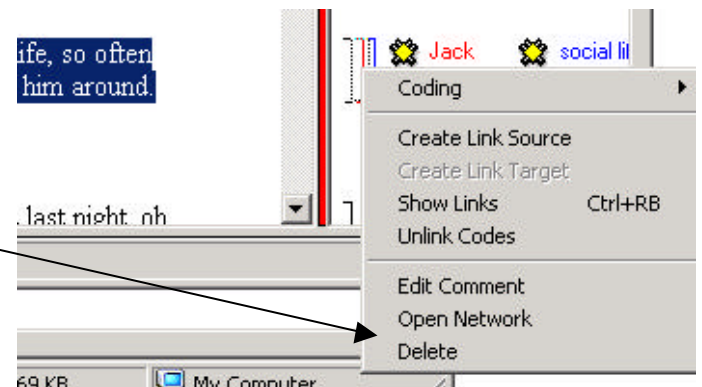 ife, so often
him around.
Jack social lil
Coding
Create Link Source
Create Link Target
Show Links Ctrl+RB
Unlink Codes
last night, oh
Edit Comment
Open Network
Delete
69 KB My Computer